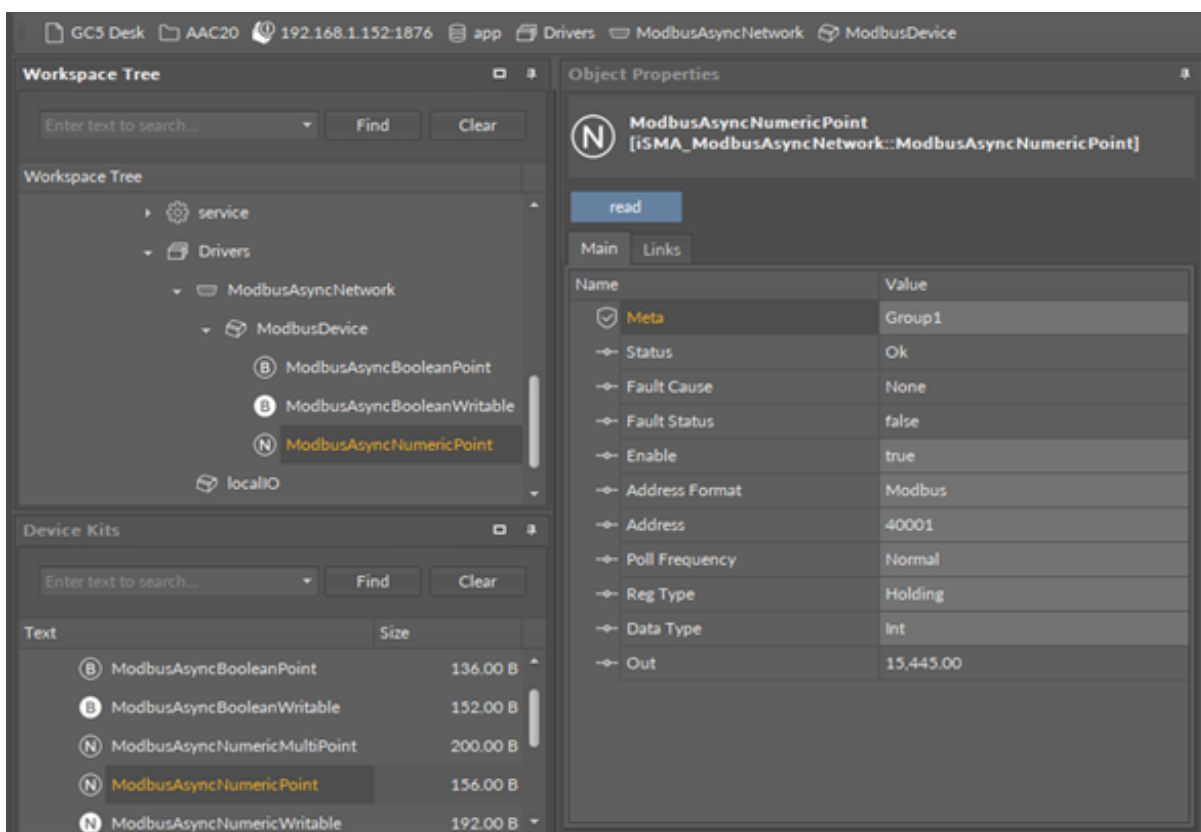 GC5 Desk AAC20 192.168.1.152:1876 app Drivers ModbusAsyncNetwork ModbusDevice
Workspace Tree
Enter text to search... Find Clear
Workspace Tree
service
Drivers
ModbusAsyncNetwork
ModbusDevice
B ModbusAsyncBooleanPoint
B ModbusAsyncBooleanWritable
N ModbusAsyncNumericPoint
localIO
Device Kits
Enter text to search... Find Clear
Text Size
B ModbusAsyncBooleanPoint 136.00 B
B ModbusAsyncBooleanWritable 152.00 B
N ModbusAsyncNumericMultiPoint 200.00 B
N ModbusAsyncNumericPoint 156.00 B
N ModbusAsyncNumericWritable 192.00 B
Object Properties
N ModbusAsyncNumericPoint
[iSMA_ModbusAsyncNetwork::ModbusAsyncNumericPoint]
read
Main Links
Name Value
Meta Group1
Status Ok
Fault Cause None
Fault Status false
Enable true
Address Format Modbus
Address 40001
Poll Frequency Normal
Reg Type Holding
Data Type Int
Out 15,445.00